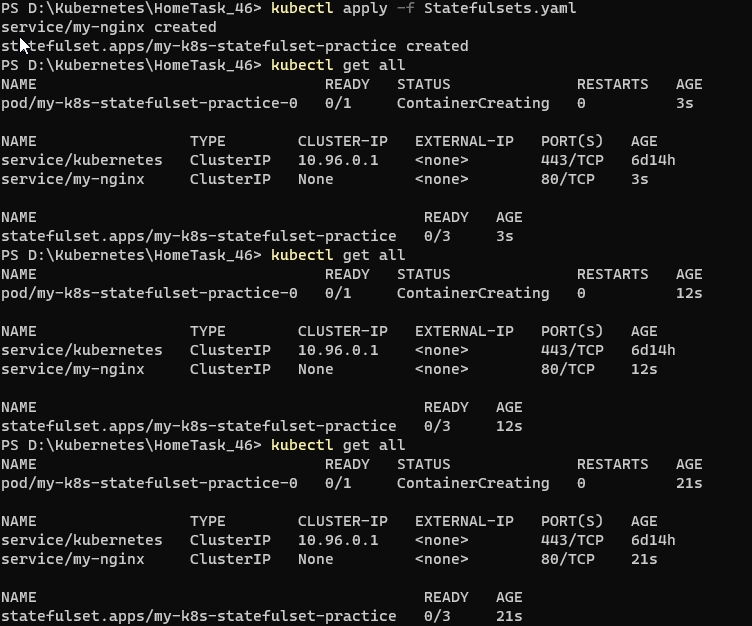 PS D:\Kubernetes\HomeTask_46> kubectl apply -f Statefulsets.yaml
service/my-nginx created
statefulset.apps/my-k8s-statefulset-practice created
PS D:\Kubernetes\HomeTask_46> kubectl get all
NAME READY STATUS RESTARTS AGE
pod/my-k8s-statefulset-practice-0 0/1 ContainerCreating 0 3s
NAME TYPE CLUSTER-IP EXTERNAL-IP PORT(S) AGE
service/kubernetes ClusterIP 10.96.0.1 <none> 443/TCP 6d14h
service/my-nginx ClusterIP None <none> 80/TCP 3s
NAME READY AGE
statefulset.apps/my-k8s-statefulset-practice 0/3 3s
PS D:\Kubernetes\HomeTask_46> kubectl get all
NAME READY STATUS RESTARTS AGE
pod/my-k8s-statefulset-practice-0 0/1 ContainerCreating 0 12s
NAME TYPE CLUSTER-IP EXTERNAL-IP PORT(S) AGE
service/kubernetes ClusterIP 10.96.0.1 <none> 443/TCP 6d14h
service/my-nginx ClusterIP None <none> 80/TCP 12s
NAME READY AGE
statefulset.apps/my-k8s-statefulset-practice 0/3 12s
PS D:\Kubernetes\HomeTask_46> kubectl get all
NAME READY STATUS RESTARTS AGE
pod/my-k8s-statefulset-practice-0 0/1 ContainerCreating 0 21s
NAME TYPE CLUSTER-IP EXTERNAL-IP PORT(S) AGE
service/kubernetes ClusterIP 10.96.0.1 <none> 443/TCP 6d14h
service/my-nginx ClusterIP None <none> 80/TCP 21s
NAME READY AGE
statefulset.apps/my-k8s-statefulset-practice 0/3 21s